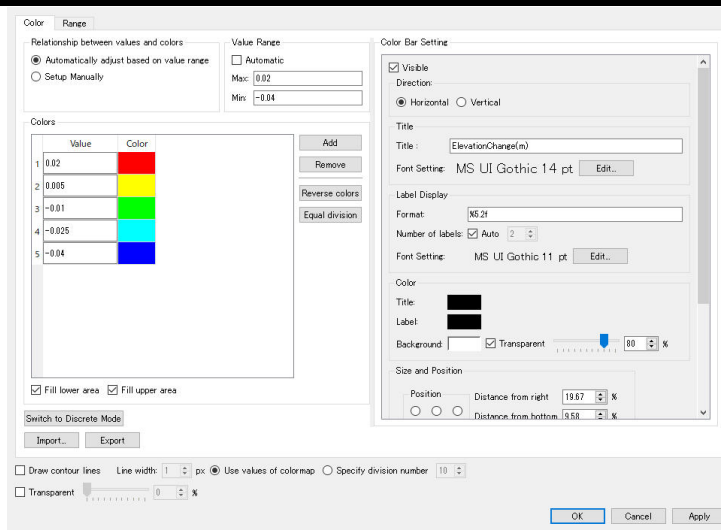 Color Range
Relationship between values and colors
Automatically adjust based on value range
Setup Manually
Value Range
Automatic
Max: 0.02
Min: -0.04
Colors
Value Color
1 0.02
2 0.005
3 -0.01
4 -0.025
5 -0.04
Add
Remove
Reverse colors
Equal division
Fill lower area Fill upper area
Switch to Discrete Mode
Import... Export
Color Bar Setting
Visible
Direction:
Horizontal Vertical
Title
Title : ElevationChange(m)
Font Setting: MS UI Gothic 14 pt Edit...
Label Display
Format: %5.2f
Number of labels: Auto 2
Font Setting: MS UI Gothic 11 pt Edit...
Color
Title:
Label:
Background: Transparent 80 %
Size and Position
Position Distance from right 19.67 %
Distance from bottom 9.58 %
Draw contour lines Line width: 1 px Use values of colormap Specify division number 10
Transparent 0 %
OK Cancel Apply